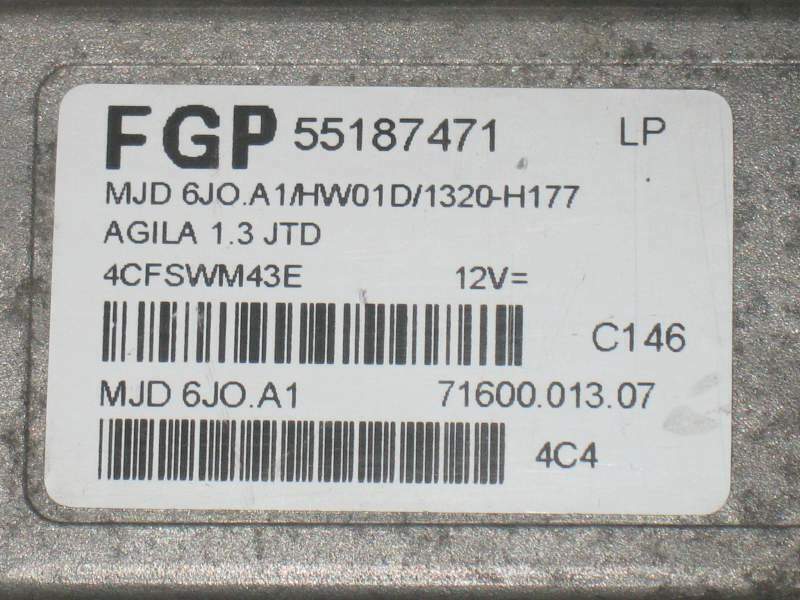 FGP 55187471 LP
MJD 6JO.A1/HW01D/1320-H177
AGILA 1.3 JTD
4CFSWM43E 12V=
C146
MJD 6JO.A1 71600.013.07
4C4